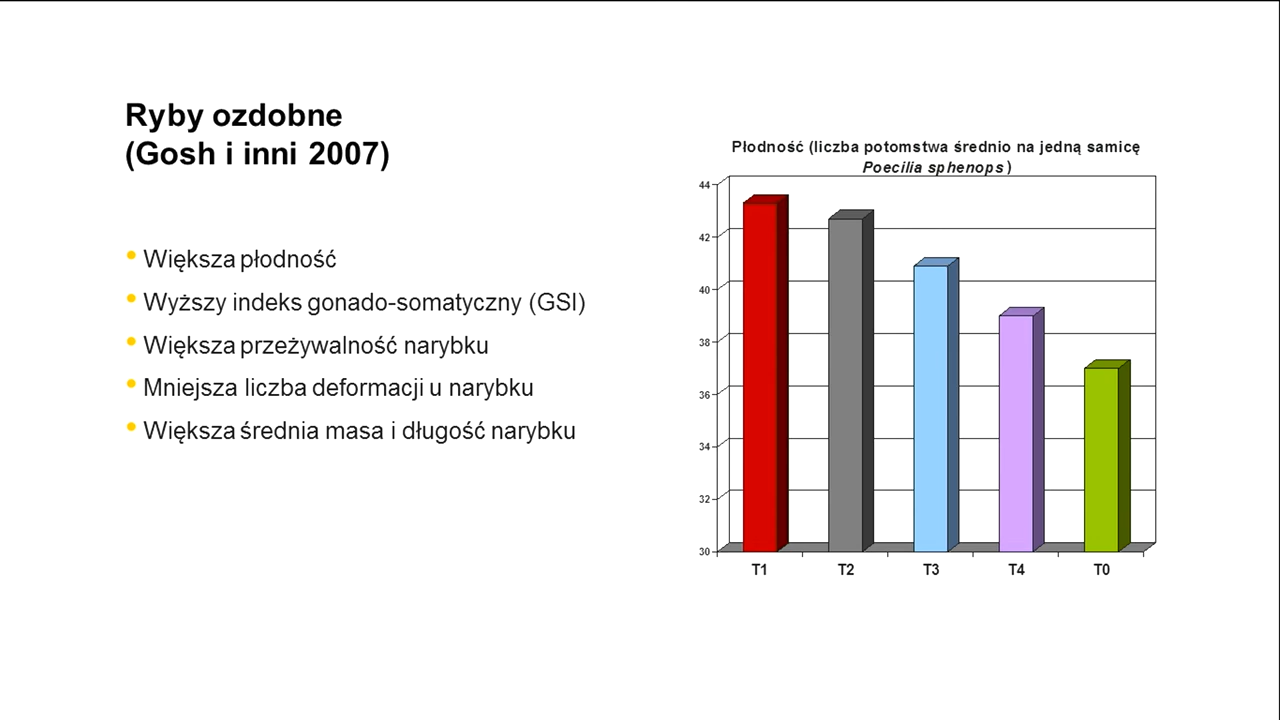 Ryby ozdobne
(Gosh i inni 2007)
• Większa płodność
• Wyższy indeks gonado-somatyczny (GSI)
• Większa przeżywalność narybku
• Mniejsza liczba deformacji u narybku
• Większa średnia masa i długość narybku
Płodność (liczba potomstwa średnio na jedną samicę
Poecilia sphenops )
44
42
40
38
36
34
32
30
T1 T2 T3 T4 T0